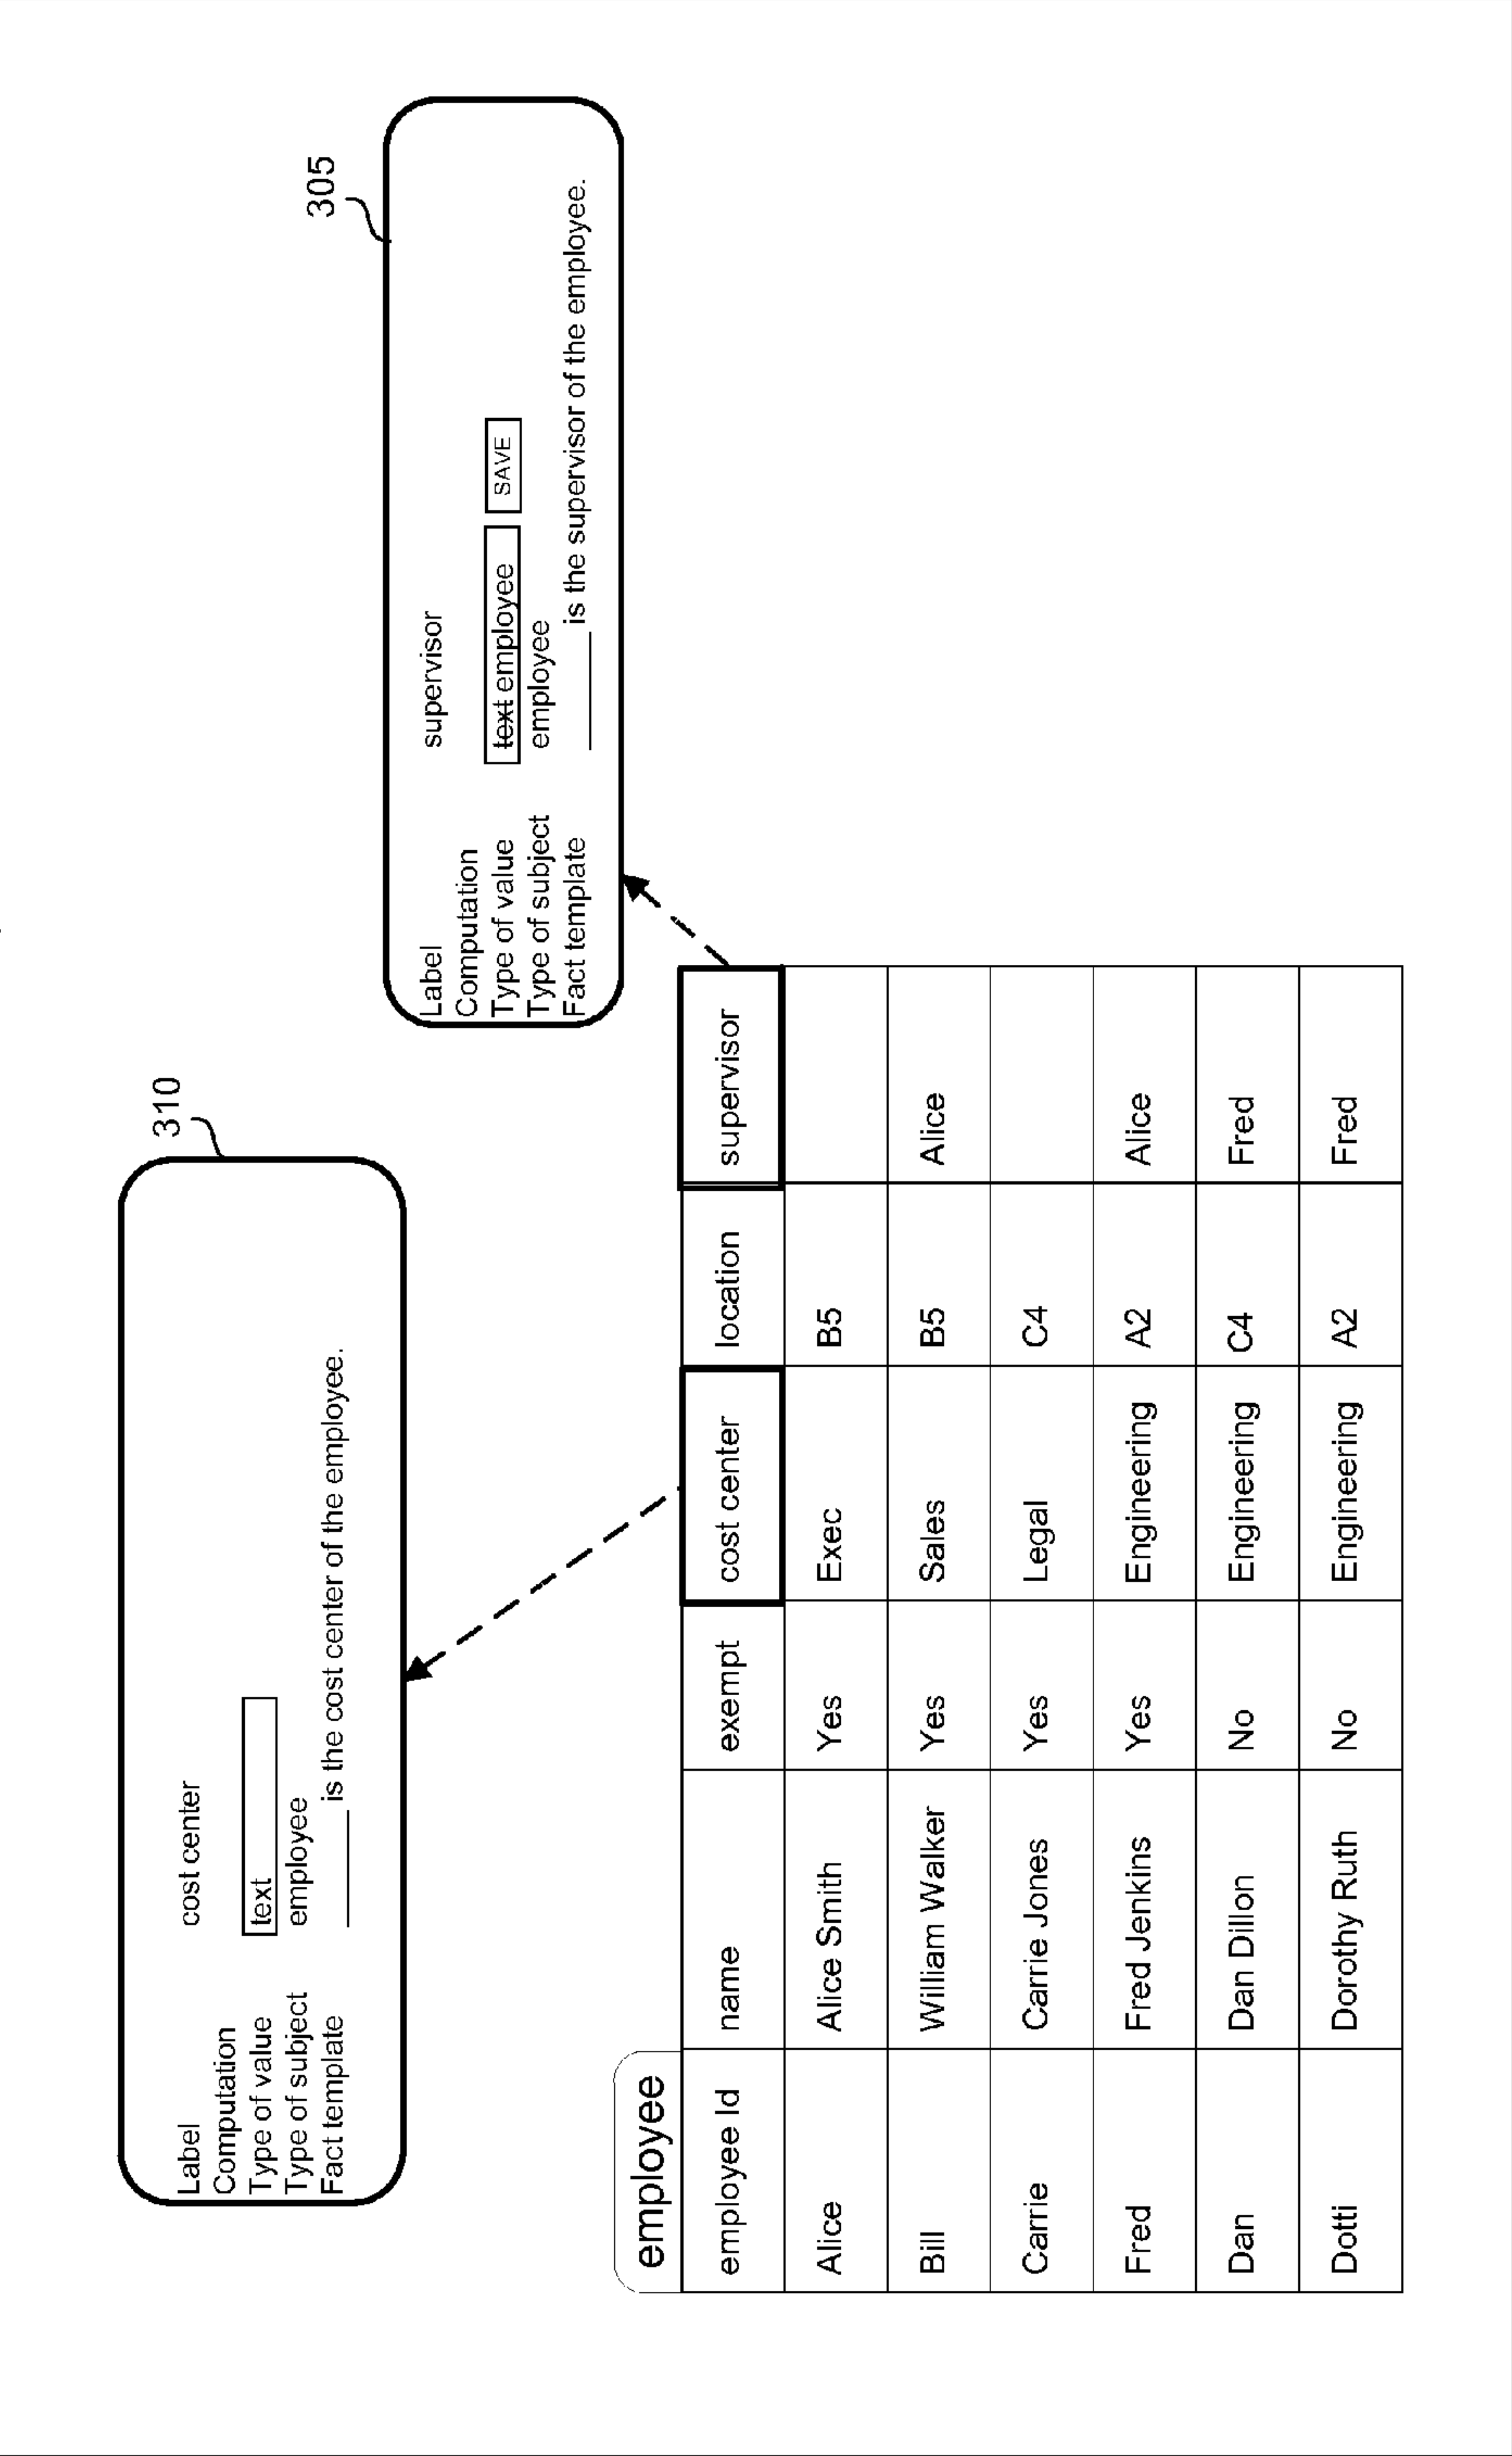 310
Label cost center
Computation
Type of value text
Type of subject employee
Fact template ____ is the cost center of the employee.
305
Label supervisor
Computation
Type of value text employee SAVE
Type of subject employee
Fact template ____ is the supervisor of the employee.
employee
employee Id name exempt cost center location supervisor
Alice Alice Smith Yes Exec B5
Bill William Walker Yes Sales B5 Alice
Carrie Carrie Jones Yes Legal C4
Fred Fred Jenkins Yes Engineering A2 Alice
Dan Dan Dillon No Engineering C4 Fred
Dotti Dorothy Ruth No Engineering A2 Fred